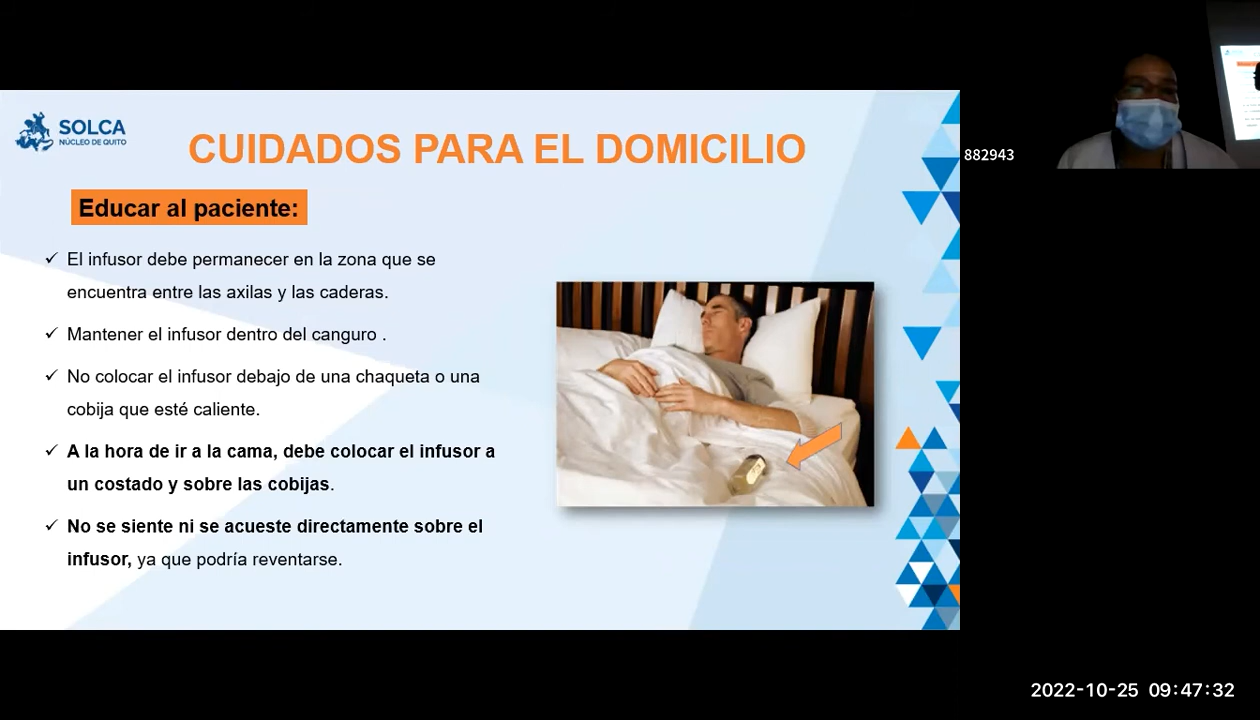 SOLCA
NÚCLEO DE QUITO
CUIDADOS PARA EL DOMICILIO
882943
Educar al paciente:
✓ El infusor debe permanecer en la zona que se
encuentra entre las axilas y las caderas.
✓ Mantener el infusor dentro del canguro .
✓ No colocar el infusor debajo de una chaqueta o una
cobija que esté caliente.
✓ A la hora de ir a la cama, debe colocar el infusor a
un costado y sobre las cobijas.
✓ No se siente ni se acueste directamente sobre el
infusor, ya que podría reventarse.
2022-10-25 09:47:32